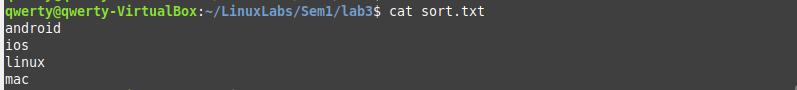 qwerty@qwerty-VirtualBox:~/LinuxLabs/Sem1/lab3$ cat sort.txt
android
ios
linux
mac